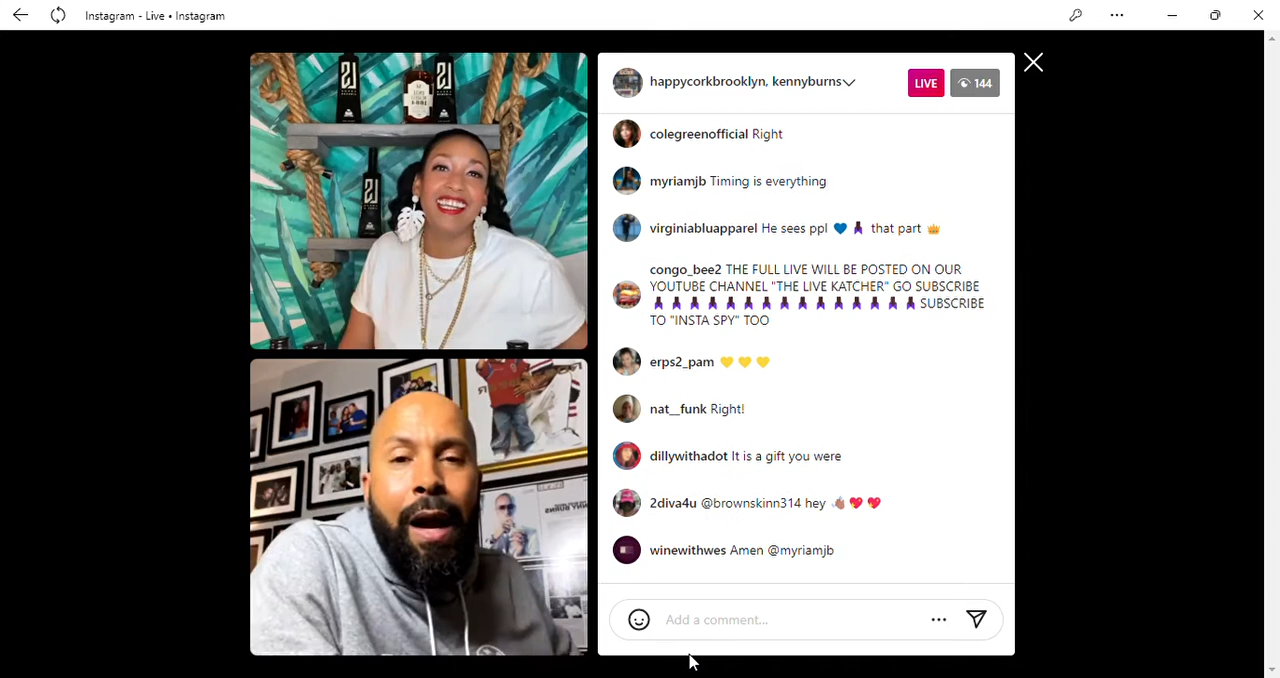 Instagram - Live • Instagram
happycorkbrooklyn, kennyburns
LIVE
144
colegreenofficial Right
myriamjb Timing is everything
virginiabluapparel He sees ppl 💙 🧘🏿‍♀️ that part 👑
congo_bee2 THE FULL LIVE WILL BE POSTED ON OUR
YOUTUBE CHANNEL "THE LIVE KATCHER" GO SUBSCRIBE
SUBSCRIBE
TO "INSTA SPY" TOO
erps2_pam 💛 💛 💛
nat__funk Right!
dillywithadot It is a gift you were
2diva4u @brownskinn314 hey 👋🏽 💖 💖
winewithwes Amen @myriamjb
Add a comment...
21
21
21